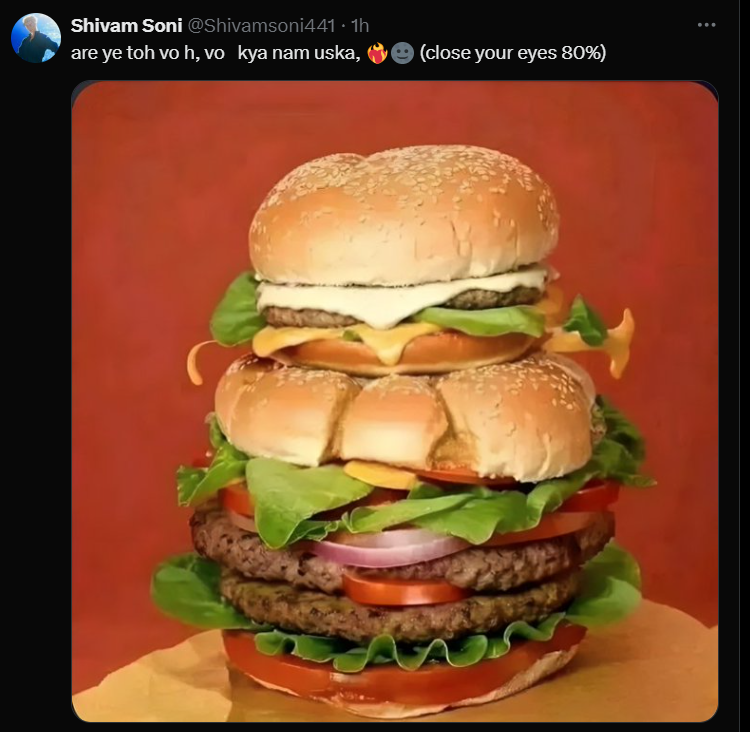 Shivam Soni @Shivamsoni441 · 1h
are ye toh vo h, vo kya nam uska, ❤️‍🔥🌚 (close your eyes 80%)